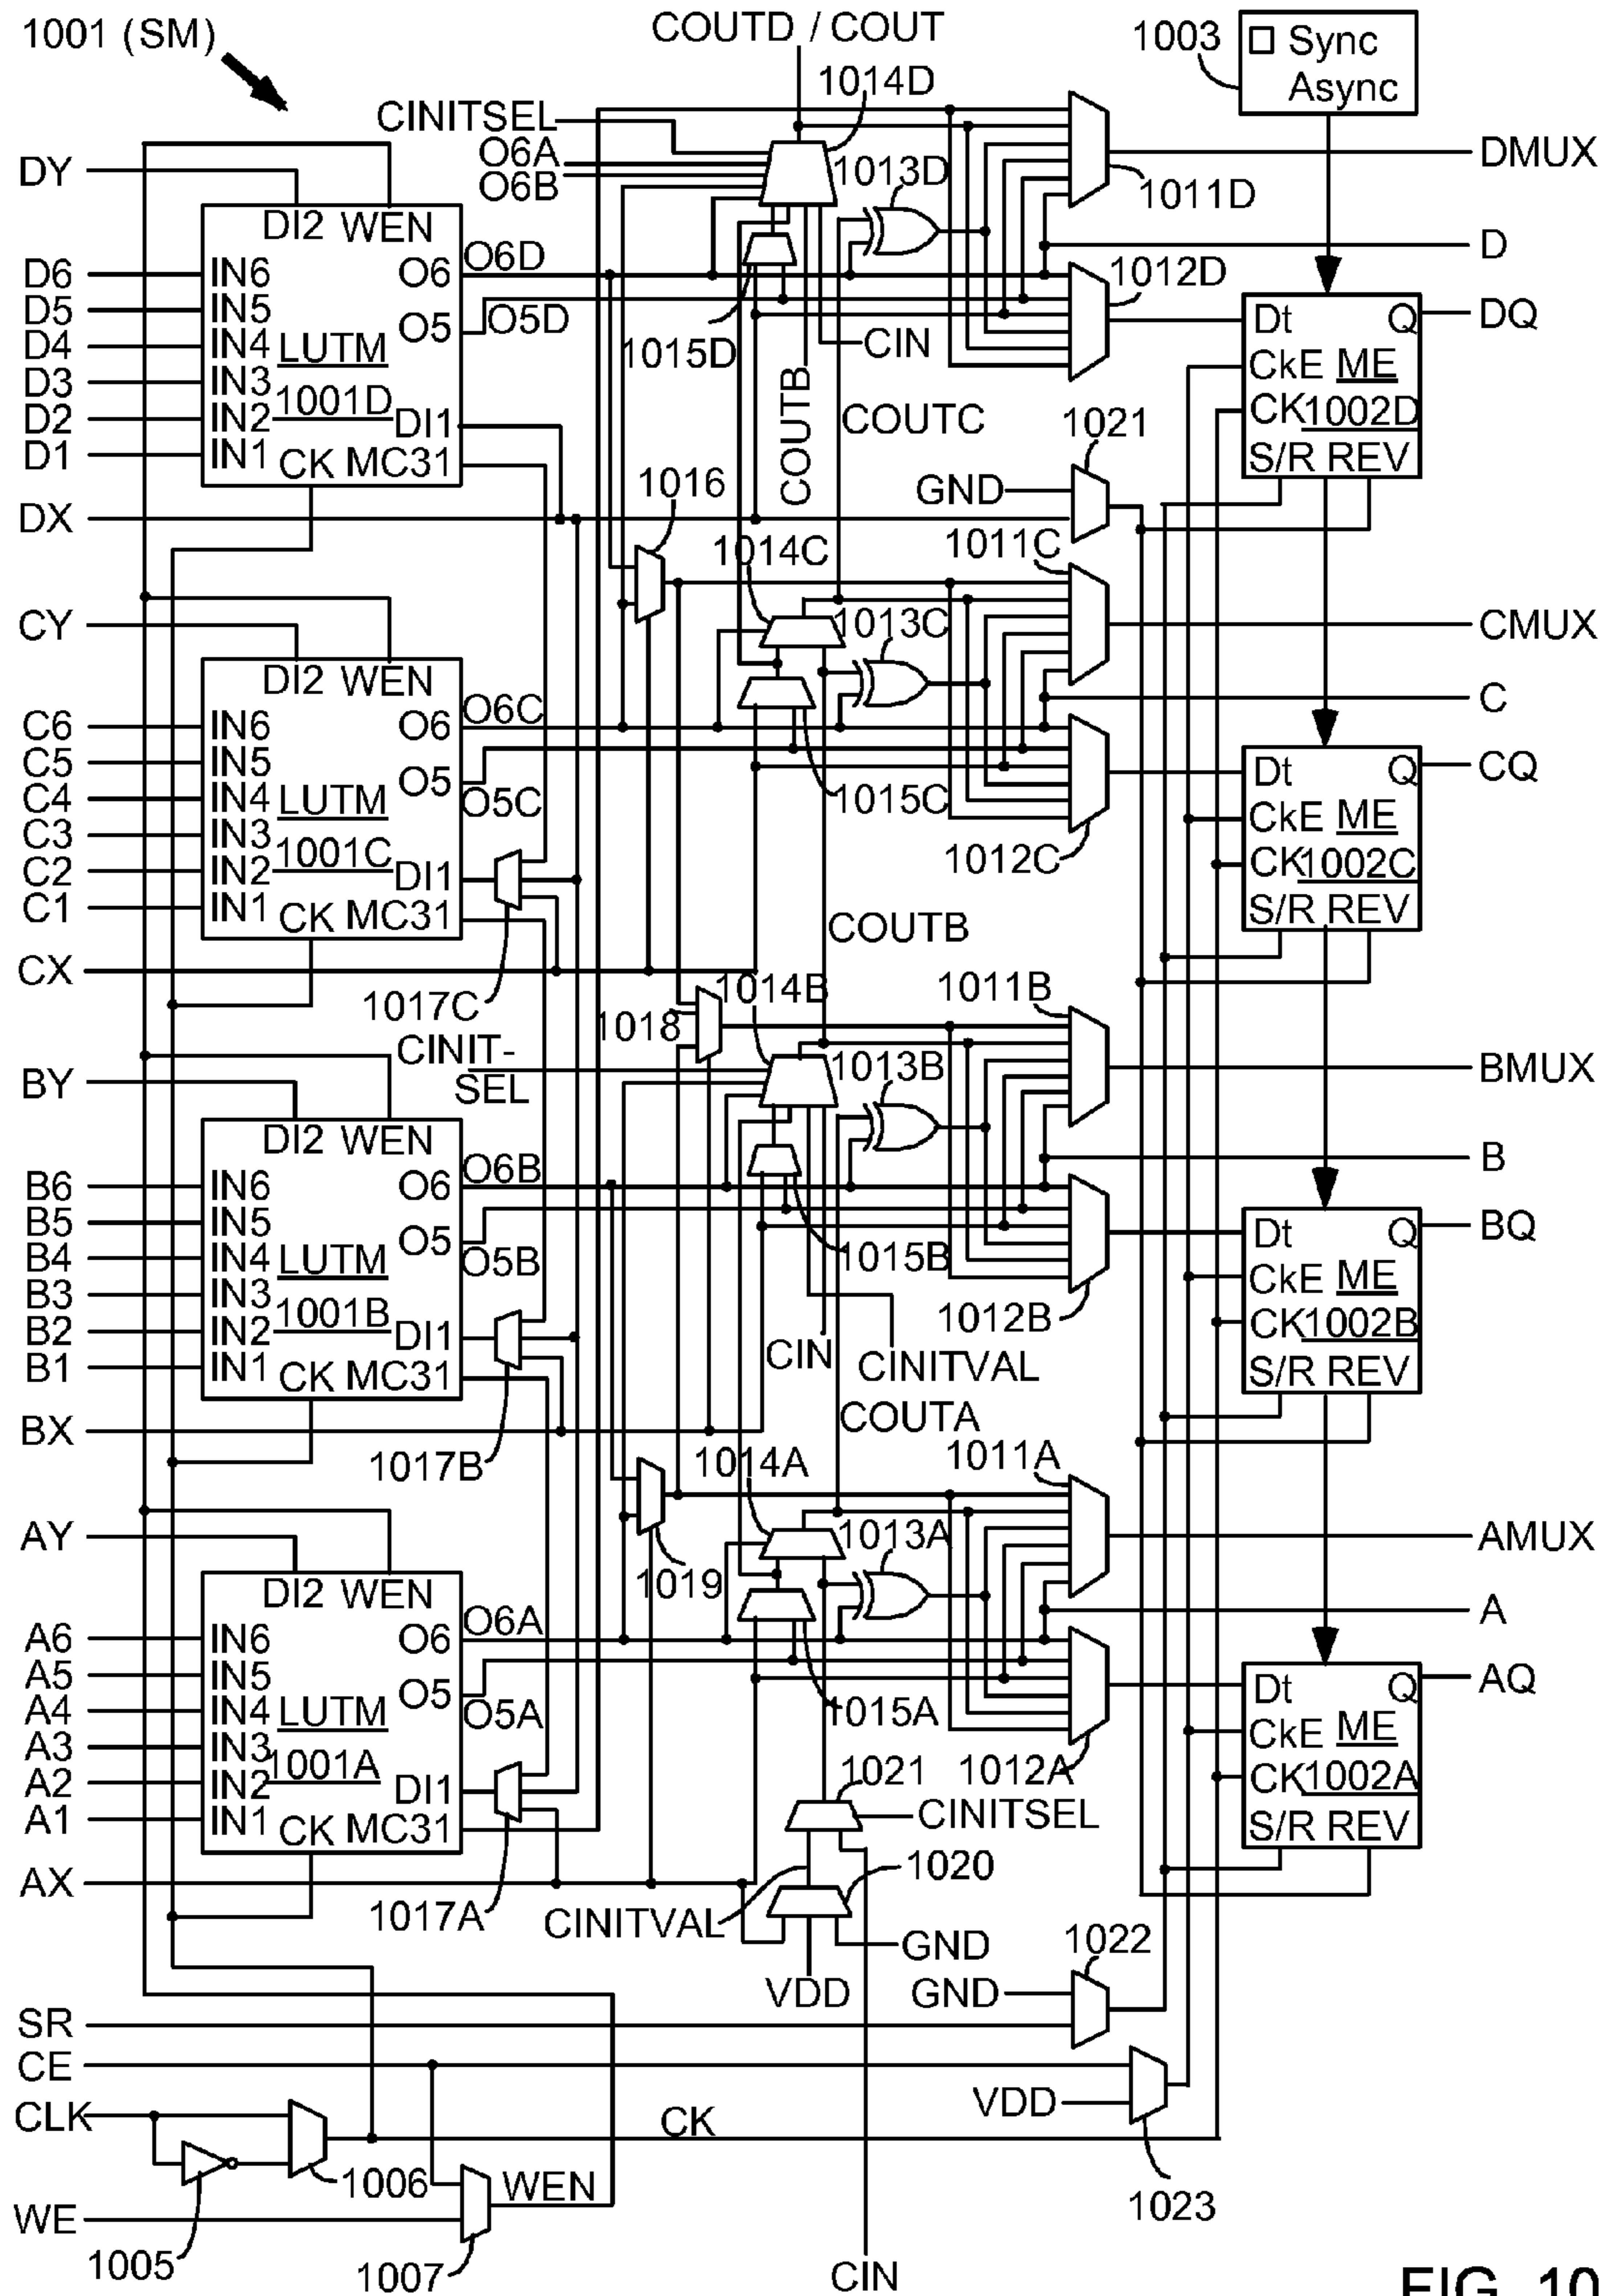 1001 (SM)
COUTD / COUT
1003
Sync
Async
1014D
CINITSEL
O6A
O6B
1013D
DMUX
1011D
DY
DI2 WEN
D6
D5
D4
D3
D2
D1
IN6
IN5
IN4
IN3
IN2
IN1
LUTM
1001D
O6
O5
DI1
CK MC31
O6D
O5D
1015D
CIN
COUTB
COUTC
D
1012D
Dt Q
CkE ME
CK 1002D
S/R REV
DQ
1021
GND
DX
1016
1014C
1011C
1013C
CMUX
CY
DI2 WEN
C6
C5
C4
C3
C2
C1
IN6
IN5
IN4
IN3
IN2
IN1
LUTM
1001C
O6
O5
DI1
CK MC31
O6C
O5C
1015C
1012C
C
Dt Q
CkE ME
CK 1002C
S/R REV
CQ
COUTB
CX
1017C
1014B
1018
1011B
CINIT-
SEL
1013B
BMUX
BY
DI2 WEN
B6
B5
B4
B3
B2
B1
IN6
IN5
IN4
IN3
IN2
IN1
LUTM
1001B
O6
O5
DI1
CK MC31
O6B
O5B
1015B
1012B
B
Dt Q
CkE ME
CK 1002B
S/R REV
BQ
CIN
CINITVAL
COUTA
BX
1017B
1014A
1011A
1013A
1019
AMUX
AY
DI2 WEN
A6
A5
A4
A3
A2
A1
IN6
IN5
IN4
IN3
IN2
IN1
LUTM
1001A
O6
O5
DI1
CK MC31
O6A
O5A
1015A
1012A
A
Dt Q
CkE ME
CK 1002A
S/R REV
AQ
1021
CINITSEL
1020
AX
1017A
CINITVAL
GND
VDD
1022
GND
SR
CE
VDD
CLK
CK
1006
WEN
1023
WE
1005
1007
CIN
FIG. 10